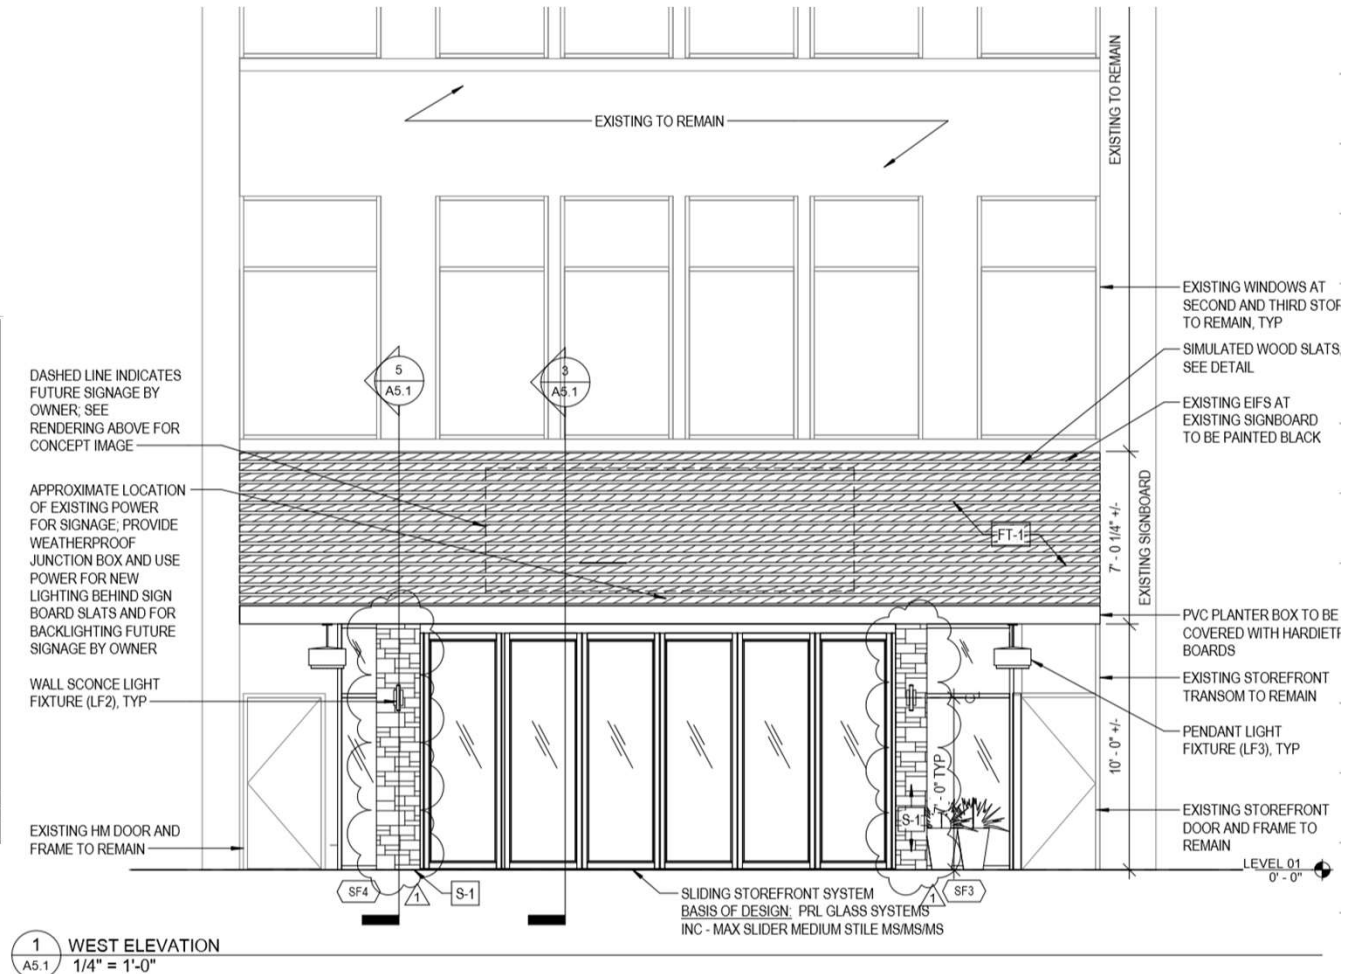 EXISTING TO REMAIN
EXISTING TO REMAIN
EXISTING WINDOWS AT
SECOND AND THIRD STOR
TO REMAIN, TYP
SIMULATED WOOD SLATS,
SEE DETAIL
EXISTING EIFS AT
EXISTING SIGNBOARD
TO BE PAINTED BLACK
5
A5.1
3
A5.1
DASHED LINE INDICATES
FUTURE SIGNAGE BY
OWNER; SEE
RENDERING ABOVE FOR
CONCEPT IMAGE
APPROXIMATE LOCATION
OF EXISTING POWER
FOR SIGNAGE; PROVIDE
WEATHERPROOF
JUNCTION BOX AND USE
POWER FOR NEW
LIGHTING BEHIND SIGN
BOARD SLATS AND FOR
BACKLIGHTING FUTURE
SIGNAGE BY OWNER
FT-1
7' - 0 1/4" +/-
EXISTING SIGNBOARD
PVC PLANTER BOX TO BE
COVERED WITH HARDIETR
BOARDS
WALL SCONCE LIGHT
FIXTURE (LF2), TYP
EXISTING STOREFRONT
TRANSOM TO REMAIN
10' - 0" +/-
PENDANT LIGHT
FIXTURE (LF3), TYP
7' - 0" TYP
S-1
EXISTING HM DOOR AND
FRAME TO REMAIN
EXISTING STOREFRONT
DOOR AND FRAME TO
REMAIN
LEVEL 01
0' - 0"
SF4
1
S-1
SLIDING STOREFRONT SYSTEM
BASIS OF DESIGN: PRL GLASS SYSTEMS
INC - MAX SLIDER MEDIUM STILE MS/MS/MS
1
SF3
1
A5.1
WEST ELEVATION
1/4" = 1'-0"